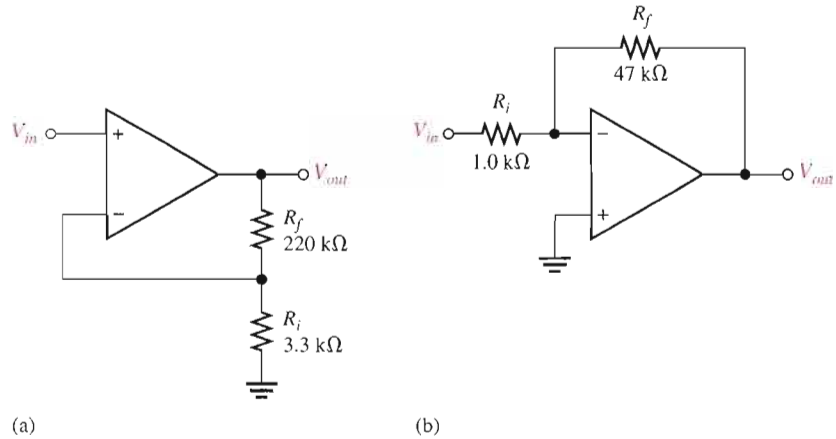 V_in
+
−
V_out
R_f
220 kΩ
R_i
3.3 kΩ
(a)
R_f
47 kΩ
R_i
V_in
1.0 kΩ
−
+
V_out
(b)